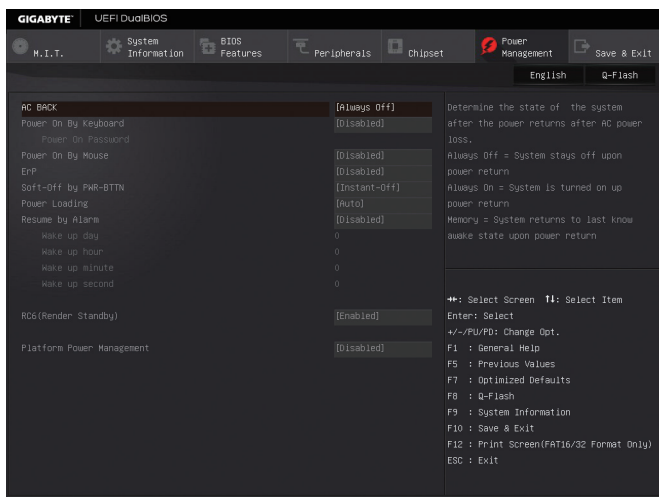 GIGABYTE™ UEFI DualBIOS
M.I.T. System Information BIOS Features Peripherals Chipset Power Management Save & Exit
English Q-Flash
AC BACK [Always Off]
Power On By Keyboard [Disabled]
Power On Password
Power On By Mouse [Disabled]
ErP [Disabled]
Soft-Off by PWR-BTTN [Instant-Off]
Power Loading [Auto]
Resume by Alarm [Disabled]
Wake up day 0
Wake up hour 0
Wake up minute 0
Wake up second 0
RC6(Render Standby) [Enabled]
Platform Power Management [Disabled]
Determine the state of the system
after the power returns after AC power
loss.
Always Off = System stays off upon
power return
Always On = System is turned on up
power return
Memory = System returns to last know
awake state upon power return
→←: Select Screen ↑↓: Select Item
Enter: Select
+/-/PU/PD: Change Opt.
F1 : General Help
F5 : Previous Values
F7 : Optimized Defaults
F8 : Q-Flash
F9 : System Information
F10 : Save & Exit
F12 : Print Screen(FAT16/32 Format Only)
ESC : Exit